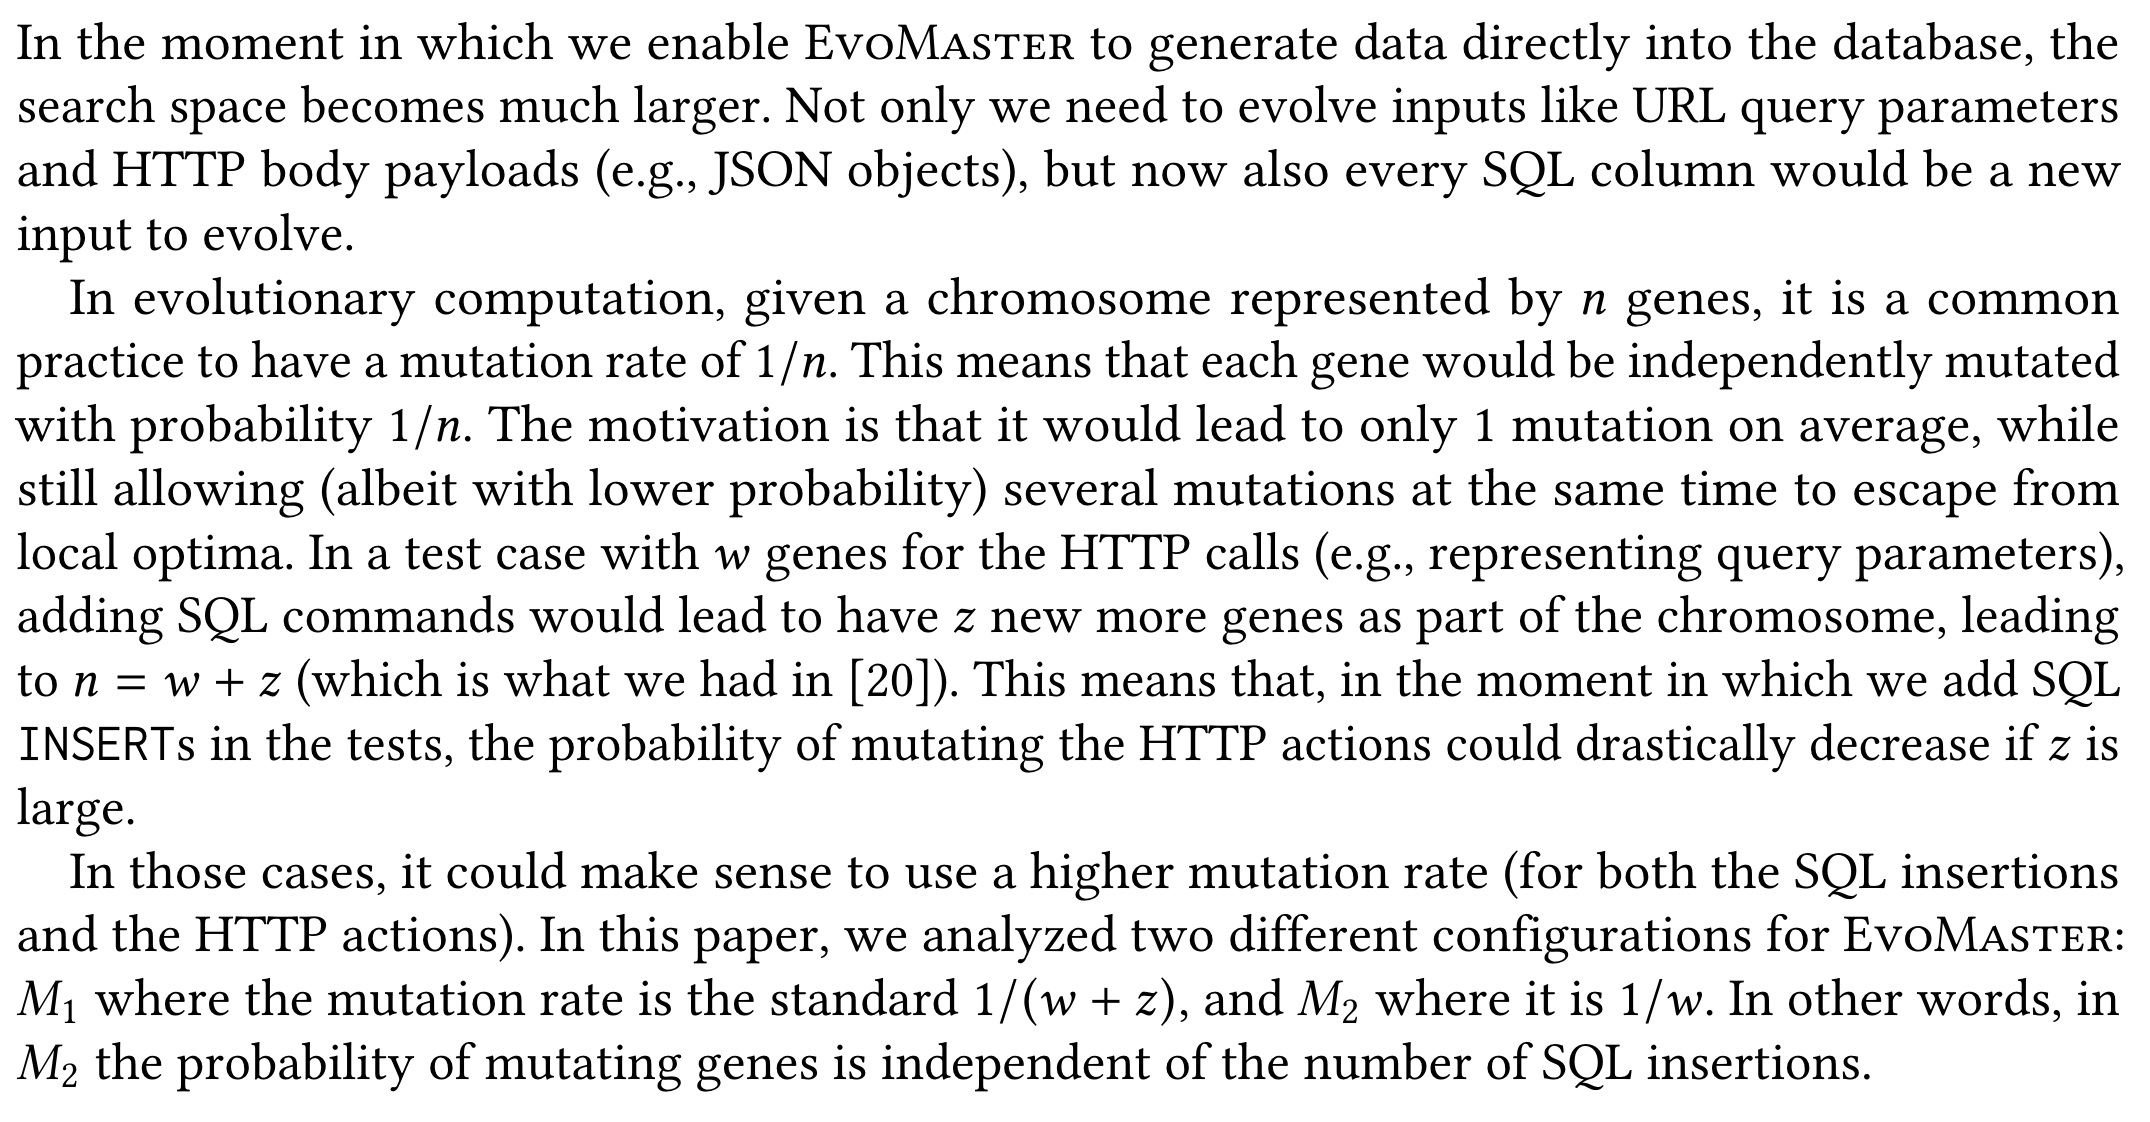 In the moment in which we enable EvoMaster to generate data directly into the database, the
search space becomes much larger. Not only we need to evolve inputs like URL query parameters
and HTTP body payloads (e.g., JSON objects), but now also every SQL column would be a new
input to evolve.
In evolutionary computation, given a chromosome represented by n genes, it is a common
practice to have a mutation rate of 1/n. This means that each gene would be independently mutated
with probability 1/n. The motivation is that it would lead to only 1 mutation on average, while
still allowing (albeit with lower probability) several mutations at the same time to escape from
local optima. In a test case with w genes for the HTTP calls (e.g., representing query parameters),
adding SQL commands would lead to have z new more genes as part of the chromosome, leading
to n = w + z (which is what we had in [20]). This means that, in the moment in which we add SQL
INSERTs in the tests, the probability of mutating the HTTP actions could drastically decrease if z is
large.
In those cases, it could make sense to use a higher mutation rate (for both the SQL insertions
and the HTTP actions). In this paper, we analyzed two different configurations for EvoMaster:
M₁ where the mutation rate is the standard 1/(w + z), and M₂ where it is 1/w. In other words, in
M₂ the probability of mutating genes is independent of the number of SQL insertions.